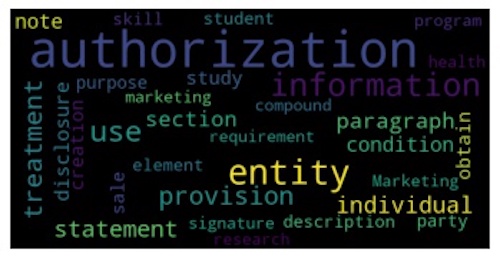 note skill student program
authorization
health
purpose study information
marketing compound
treatment disclosure creation section paragraph obtain
use requirement condition
element entity Marketing
sale provision individual
statement signature description party
research